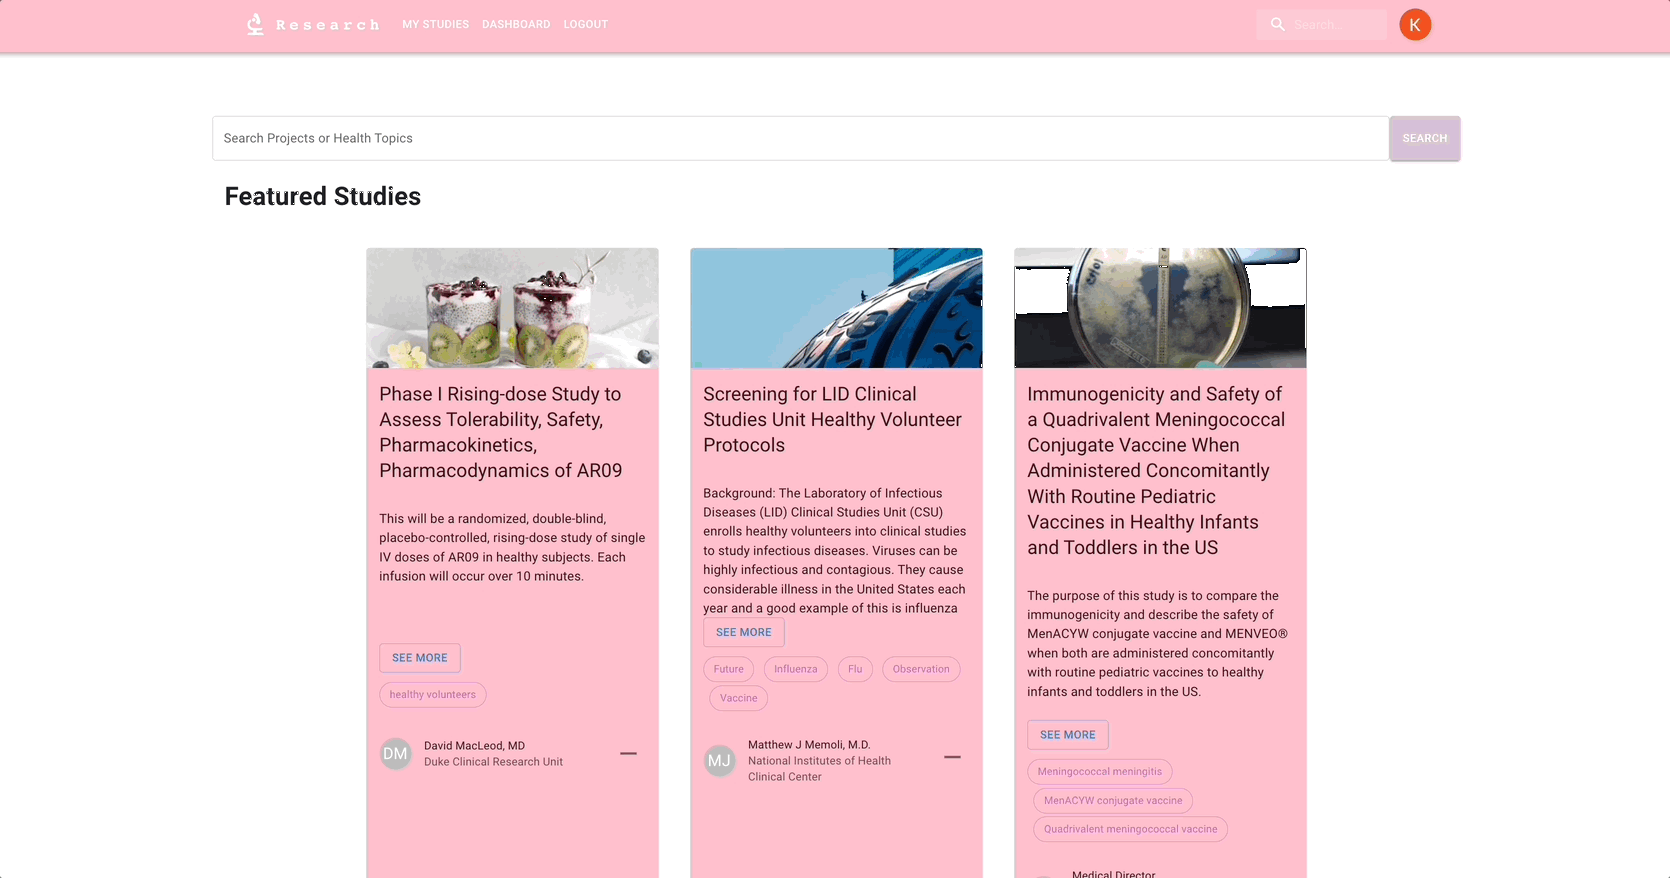 Research MY STUDIES DASHBOARD LOGOUT Search... K
Search Projects or Health Topics SEARCH
Featured Studies
Phase I Rising-dose Study to
Assess Tolerability, Safety,
Pharmacokinetics,
Pharmacodynamics of AR09
This will be a randomized, double-blind,
placebo-controlled, rising-dose study of single
IV doses of AR09 in healthy subjects. Each
infusion will occur over 10 minutes.
SEE MORE
healthy volunteers
DM
David MacLeod, MD
Duke Clinical Research Unit
Screening for LID Clinical
Studies Unit Healthy Volunteer
Protocols
Background: The Laboratory of Infectious
Diseases (LID) Clinical Studies Unit (CSU)
enrolls healthy volunteers into clinical studies
to study infectious diseases. Viruses can be
highly infectious and contagious. They cause
considerable illness in the United States each
year and a good example of this is influenza
SEE MORE
Future Influenza Flu Observation
Vaccine
MJ
Matthew J Memoli, M.D.
National Institutes of Health
Clinical Center
Immunogenicity and Safety of
a Quadrivalent Meningococcal
Conjugate Vaccine When
Administered Concomitantly
With Routine Pediatric
Vaccines in Healthy Infants
and Toddlers in the US
The purpose of this study is to compare the
immunogenicity and describe the safety of
MenACYW conjugate vaccine and MENVEO®
when both are administered concomitantly
with routine pediatric vaccines to healthy
infants and toddlers in the US.
SEE MORE
Meningococcal meningitis
MenACYW conjugate vaccine
Quadrivalent meningococcal vaccine
Medical Director